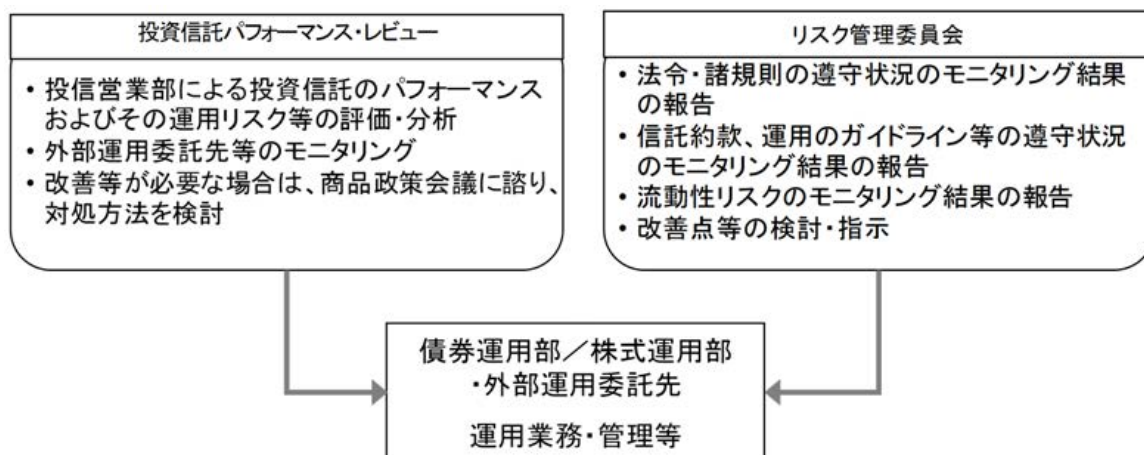 投資信託パフォーマンス・レビュー
・投信営業部による投資信託のパフォーマンス
およびその運用リスク等の評価・分析
・外部運用委託先等のモニタリング
・改善等が必要な場合は、商品政策会議に諮り、
対処方法を検討
リスク管理委員会
・法令・諸規則の遵守状況のモニタリング結果
の報告
・信託約款、運用のガイドライン等の遵守状況
のモニタリング結果の報告
・流動性リスクのモニタリング結果の報告
・改善点等の検討・指示
債券運用部／株式運用部
・外部運用委託先
運用業務・管理等